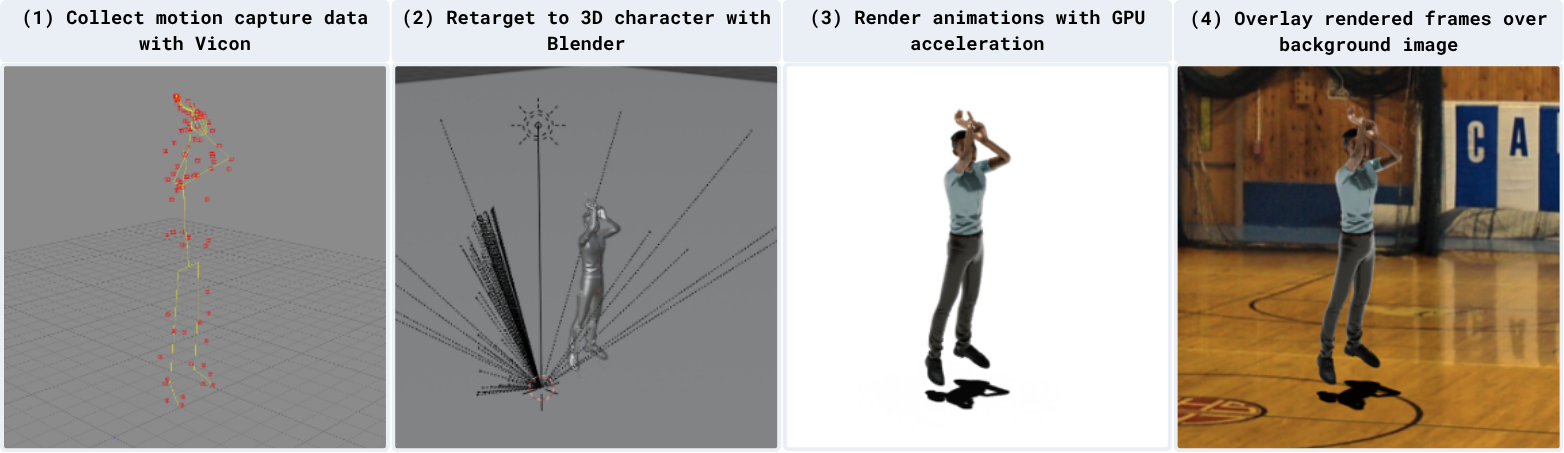 (1) Collect motion capture data
with Vicon
(2) Retarget to 3D character with
Blender
(3) Render animations with GPU
acceleration
(4) Overlay rendered frames over
background image
CA